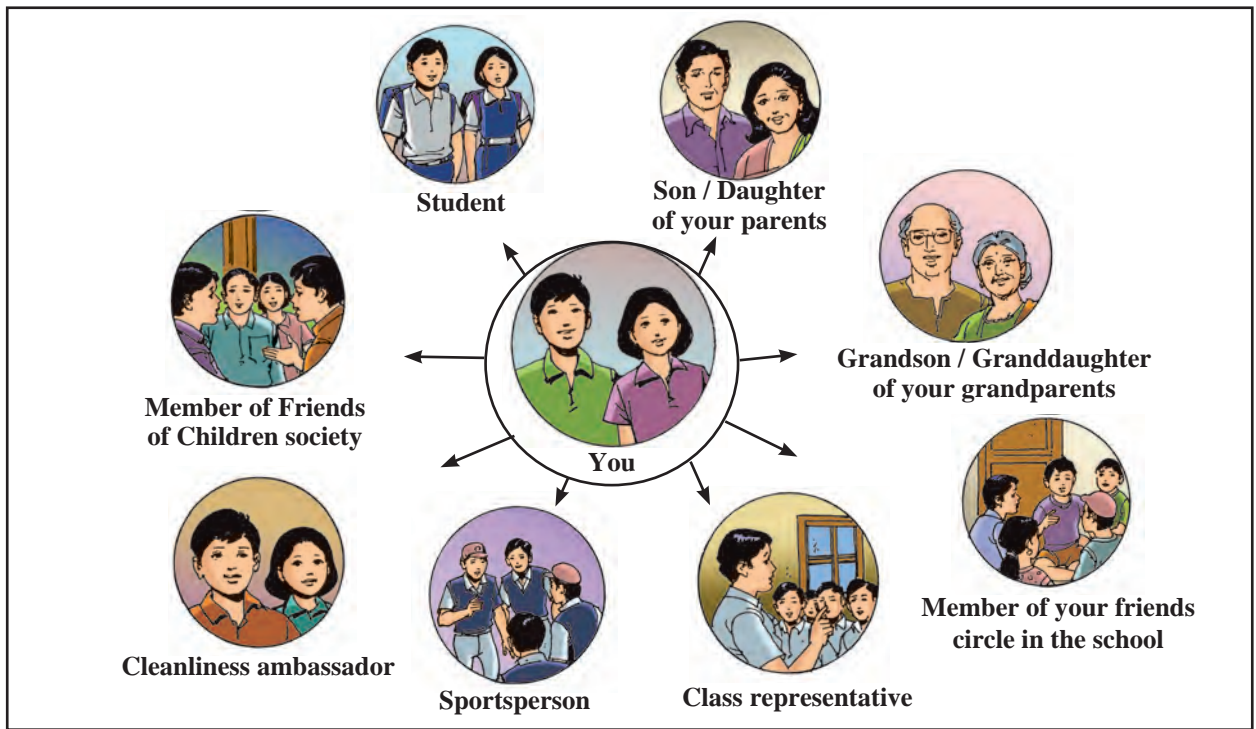 Student
Son / Daughter
of your parents
Grandson / Granddaughter
of your grandparents
Member of Friends
of Children society
You
Member of your friends
circle in the school
Cleanliness ambassador
Sportsperson
Class representative